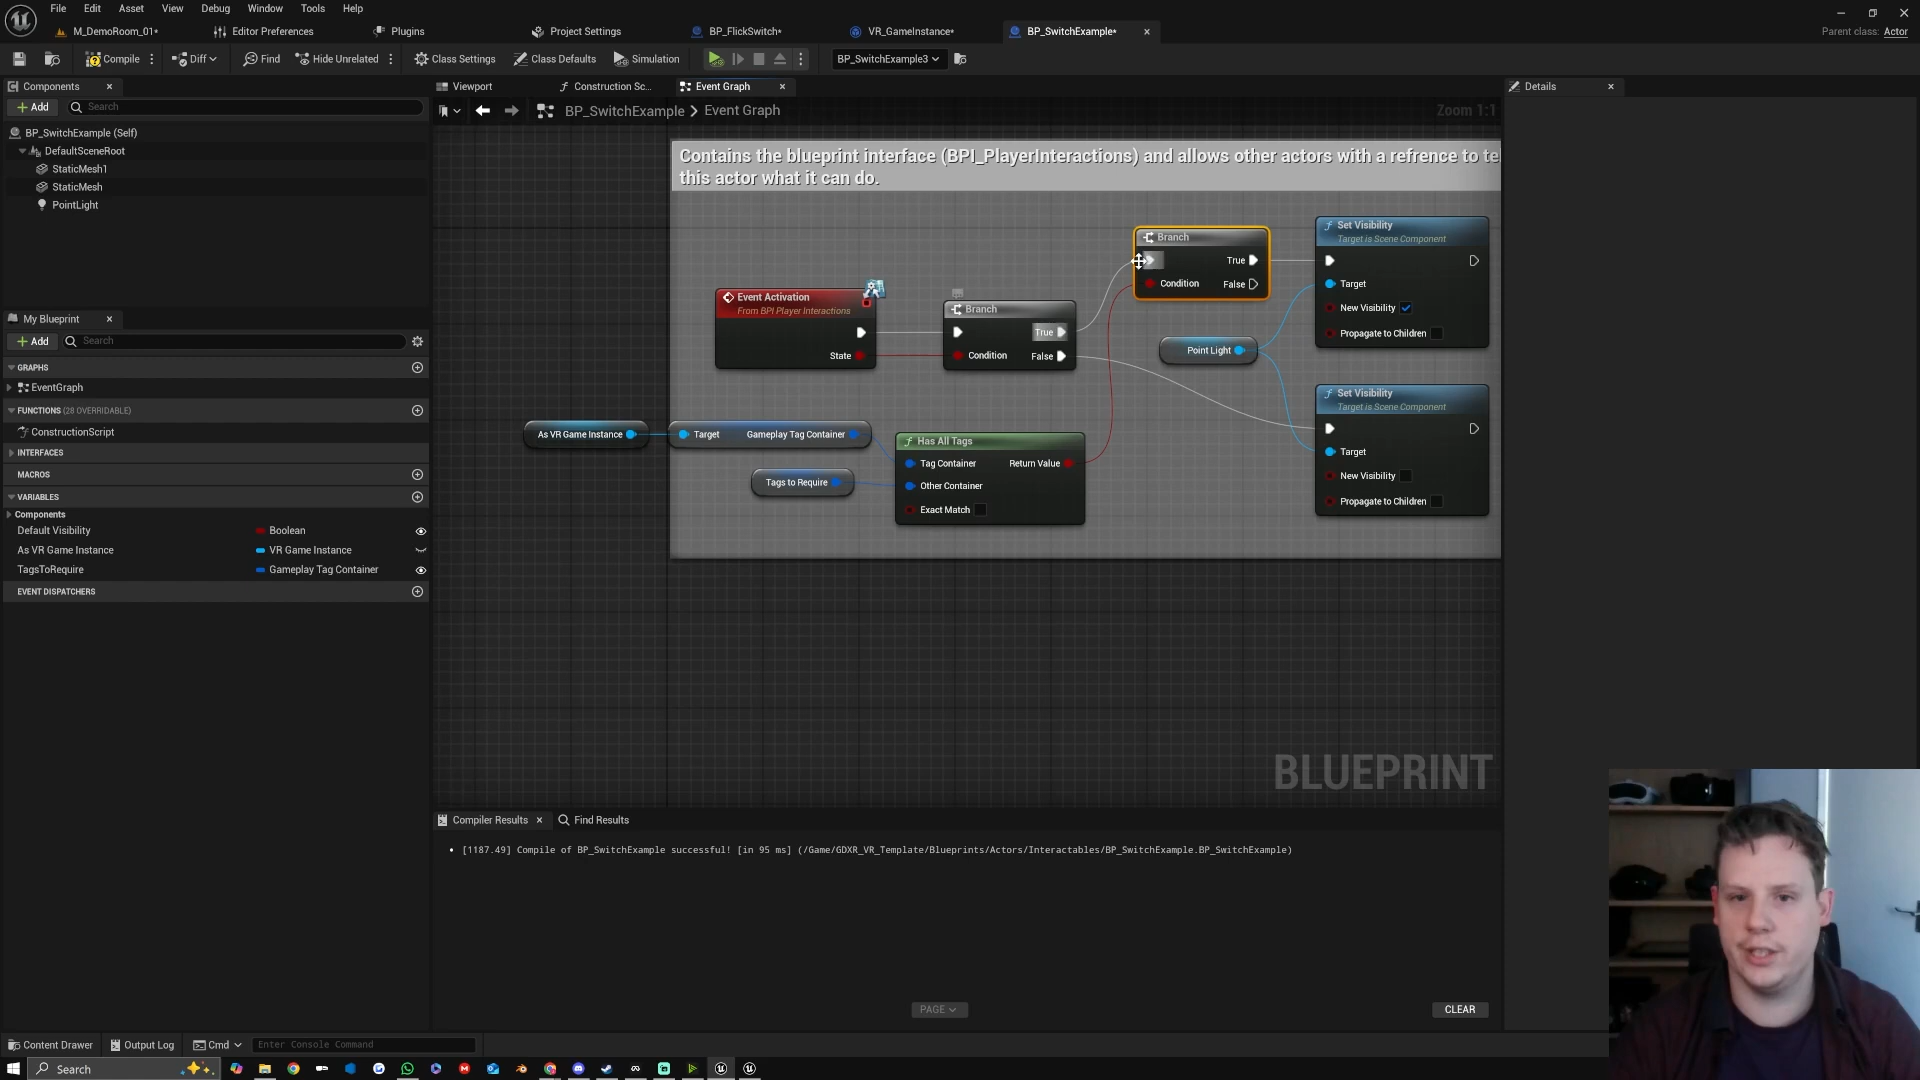 File Edit Asset View Debug Window Tools Help
M_DemoRoom_01* Editor Preferences Plugins Project Settings BP_FlickSwitch* VR_GameInstance* BP_SwitchExample*
Parent class: Actor
Compile Diff Find Hide Unrelated Class Settings Class Defaults Simulation BP_SwitchExample3
Components
Add Search
BP_SwitchExample (Self)
DefaultSceneRoot
StaticMesh1
StaticMesh
PointLight
My Blueprint
Add Search
GRAPHS
EventGraph
FUNCTIONS (28 OVERRIDABLE)
ConstructionScript
INTERFACES
MACROS
VARIABLES
Components
Default Visibility Boolean
As VR Game Instance VR Game Instance
TagsToRequire Gameplay Tag Container
EVENT DISPATCHERS
Viewport Construction Sc... Event Graph
BP_SwitchExample > Event Graph
Zoom 1:1
Contains the blueprint interface (BPI_PlayerInteractions) and allows other actors with a refrence to te
this actor what it can do.
Event Activation
From BPI Player Interactions
State
Branch
True
Condition False
Branch
True
Condition False
Point Light
Set Visibility
Target is Scene Component
Target
New Visibility
Propagate to Children
Set Visibility
Target is Scene Component
Target
New Visibility
Propagate to Children
As VR Game Instance
Target Gameplay Tag Container
Tags to Require
Has All Tags
Tag Container Return Value
Other Container
Exact Match
BLUEPRINT
Compiler Results Find Results
[1187.49] Compile of BP_SwitchExample successful! [in 95 ms] (/Game/GDXR_VR_Template/Blueprints/Actors/Interactables/BP_SwitchExample.BP_SwitchExample)
PAGE
CLEAR
Details
Content Drawer Output Log Cmd Enter Console Command
Search